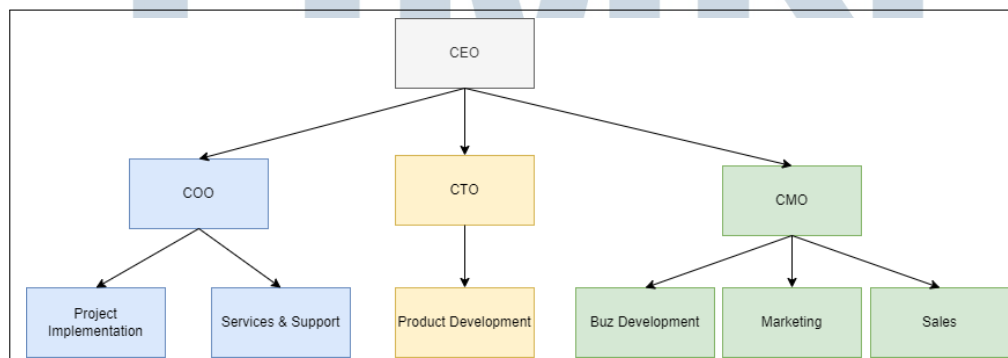 CEO
COO
CTO
CMO
Project
Implementation
Services & Support
Product Development
Buz Development
Marketing
Sales